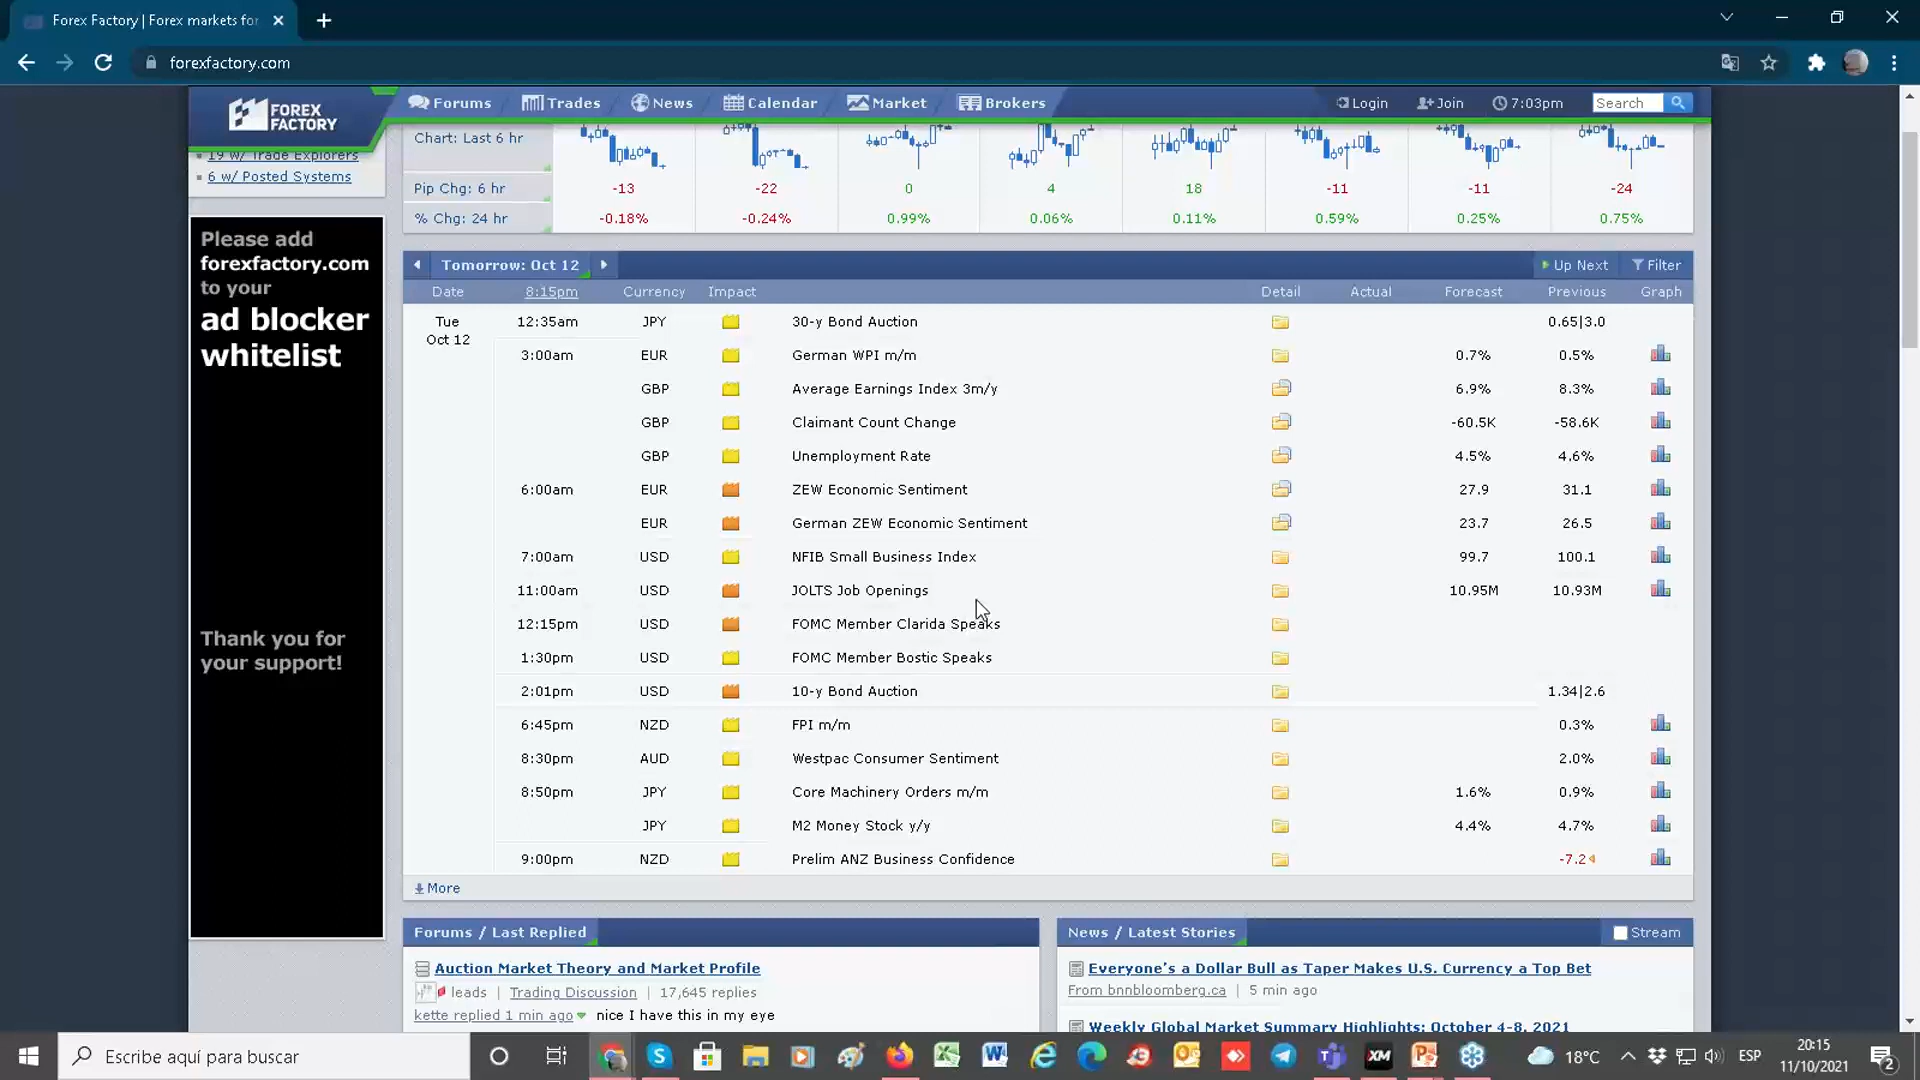 Forex Factory | Forex markets for
forexfactory.com
FOREX FACTORY
Forums Trades News Calendar Market Brokers Login Join 7:03pm Search
19 w/ Trade Explorers
6 w/ Posted Systems
Chart: Last 6 hr
Pip Chg: 6 hr -13 -22 0 4 18 -11 -11 -24
% Chg: 24 hr -0.18% -0.24% 0.99% 0.06% 0.11% 0.59% 0.25% 0.75%
Please add
forexfactory.com
to your
ad blocker
whitelist
Thank you for
your support!
Tomorrow: Oct 12 Up Next Filter
Date 8:15pm Currency Impact Detail Actual Forecast Previous Graph
Tue Oct 12 12:35am JPY 30-y Bond Auction 0.65|3.0
3:00am EUR German WPI m/m 0.7% 0.5%
GBP Average Earnings Index 3m/y 6.9% 8.3%
GBP Claimant Count Change -60.5K -58.6K
GBP Unemployment Rate 4.5% 4.6%
6:00am EUR ZEW Economic Sentiment 27.9 31.1
EUR German ZEW Economic Sentiment 23.7 26.5
7:00am USD NFIB Small Business Index 99.7 100.1
11:00am USD JOLTS Job Openings 10.95M 10.93M
12:15pm USD FOMC Member Clarida Speaks
1:30pm USD FOMC Member Bostic Speaks
2:01pm USD 10-y Bond Auction 1.34|2.6
6:45pm NZD FPI m/m 0.3%
8:30pm AUD Westpac Consumer Sentiment 2.0%
8:50pm JPY Core Machinery Orders m/m 1.6% 0.9%
JPY M2 Money Stock y/y 4.4% 4.7%
9:00pm NZD Prelim ANZ Business Confidence -7.2
More
Forums / Last Replied
Auction Market Theory and Market Profile
leads | Trading Discussion | 17,645 replies
kette replied 1 min ago nice I have this in my eye
News / Latest Stories Stream
Everyone's a Dollar Bull as Taper Makes U.S. Currency a Top Bet
From bnnbloomberg.ca | 5 min ago
Weekly Global Market Summary Highlights: October 4-8, 2021
Escribe aquí para buscar
18°C ESP 20:15
11/10/2021
2